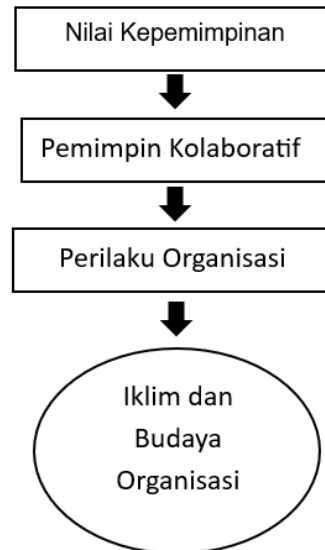 Nilai Kepemimpinan
Pemimpin Kolaboratif
Perilaku Organisasi
Iklim dan
Budaya
Organisasi